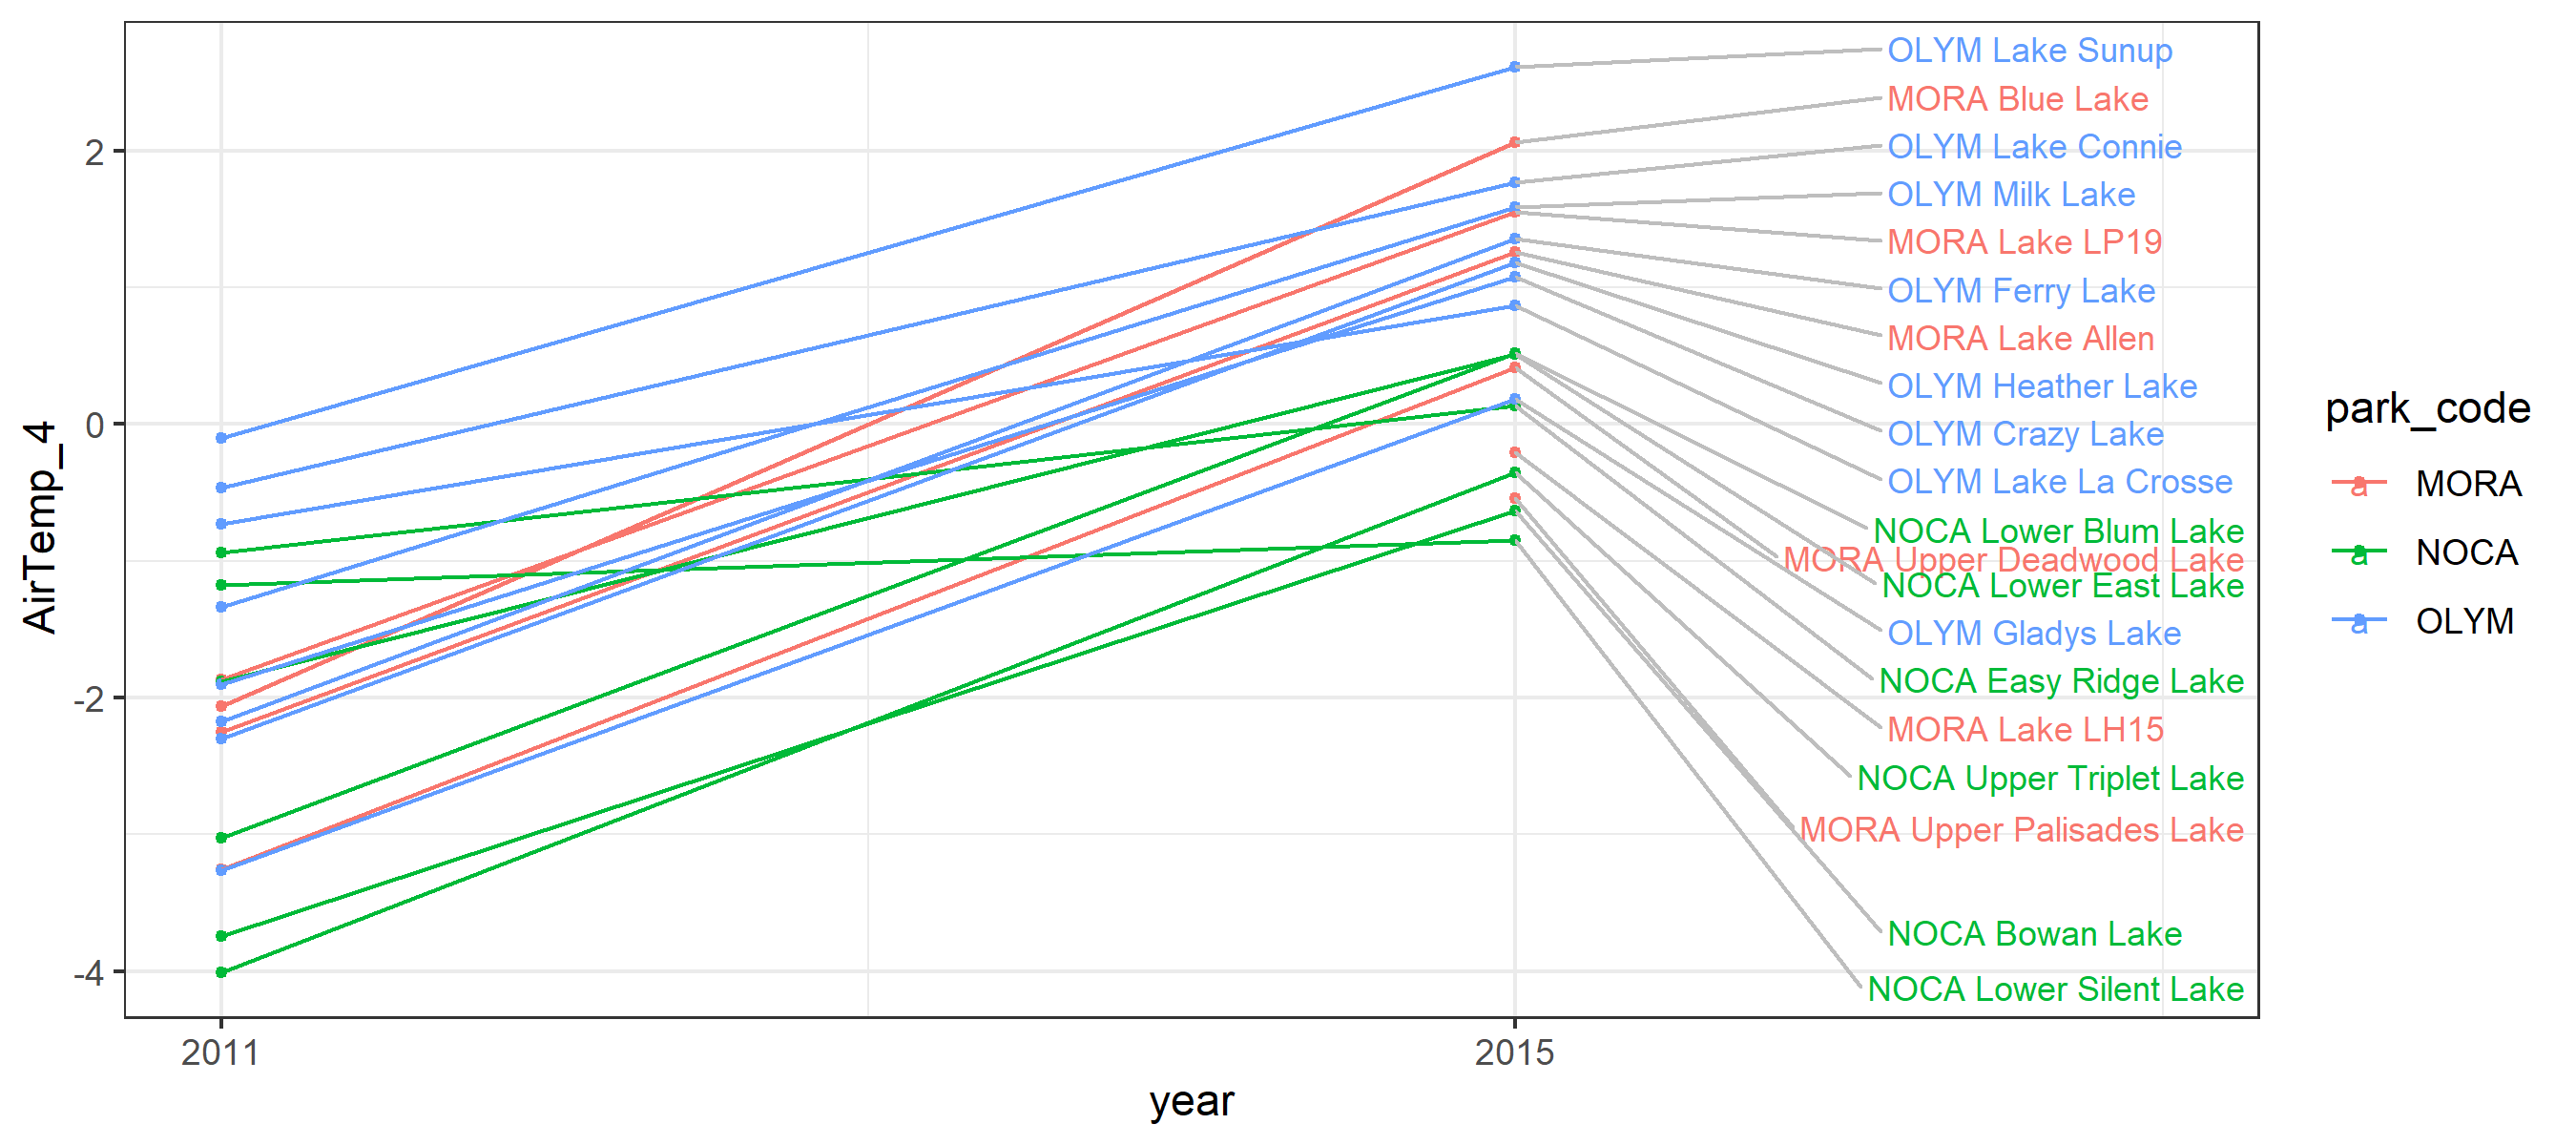 OLYM Lake Sunup
MORA Blue Lake
OLYM Lake Connie
OLYM Milk Lake
MORA Lake LP19
OLYM Ferry Lake
MORA Lake Allen
OLYM Heather Lake
OLYM Crazy Lake
OLYM Lake La Crosse
NOCA Lower Blum Lake
MORA Upper Deadwood Lake
NOCA Lower East Lake
OLYM Gladys Lake
NOCA Easy Ridge Lake
MORA Lake LH15
NOCA Upper Triplet Lake
MORA Upper Palisades Lake
NOCA Bowan Lake
NOCA Lower Silent Lake
2
0
-2
-4
AirTemp_4
2011
2015
year
park_code
a MORA
a NOCA
a OLYM